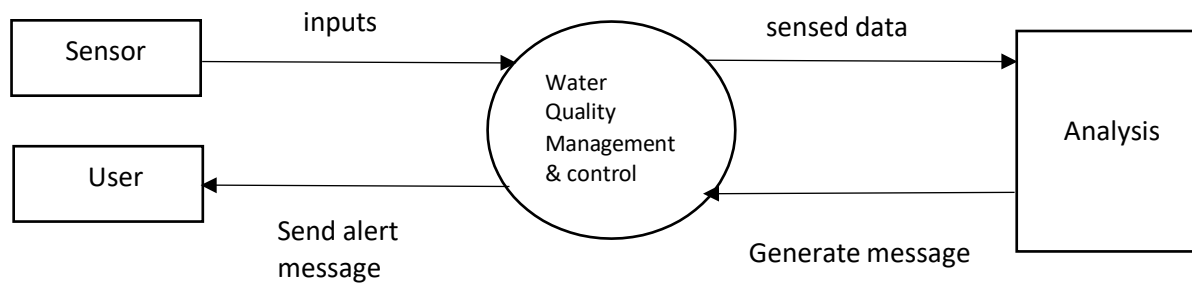 inputs
sensed data
Sensor
Water
Quality
Management
& control
Analysis
User
Send alert
message
Generate message